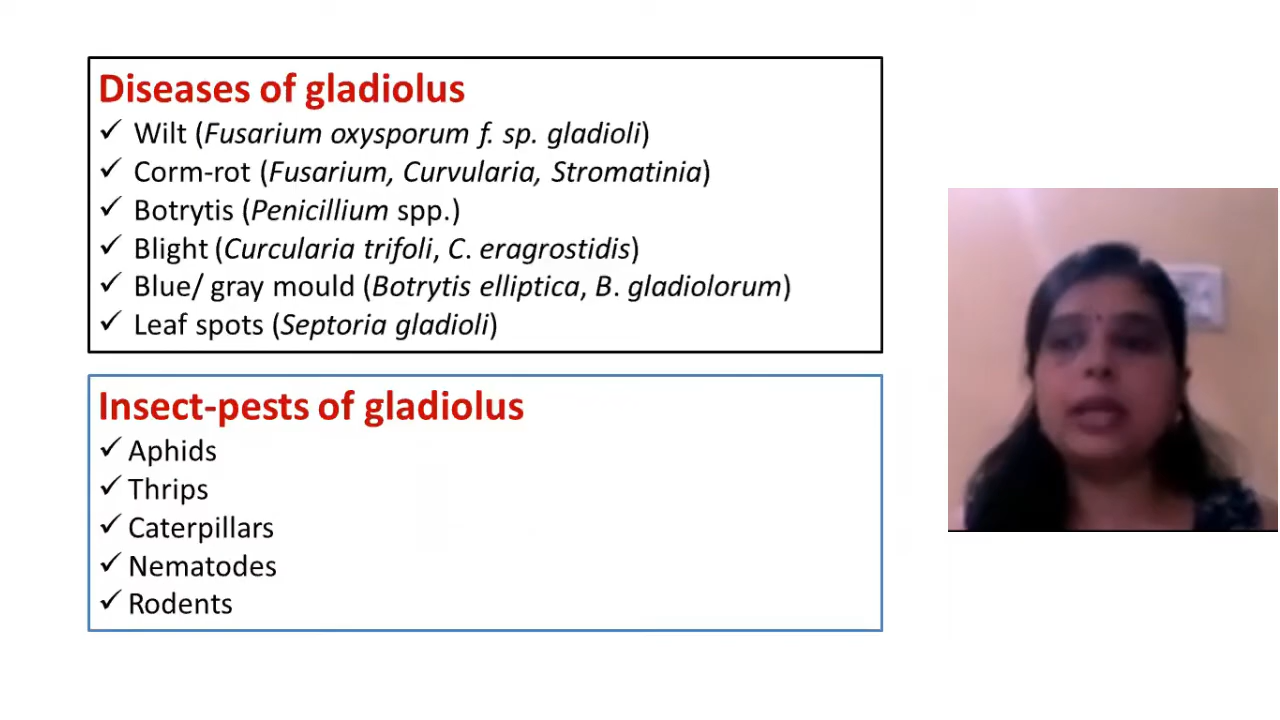 Diseases of gladiolus
✓ Wilt (Fusarium oxysporum f. sp. gladioli)
✓ Corm-rot (Fusarium, Curvularia, Stromatinia)
✓ Botrytis (Penicillium spp.)
✓ Blight (Curcularia trifoli, C. eragrostidis)
✓ Blue/ gray mould (Botrytis elliptica, B. gladiolorum)
✓ Leaf spots (Septoria gladioli)
Insect-pests of gladiolus
✓ Aphids
✓ Thrips
✓ Caterpillars
✓ Nematodes
✓ Rodents